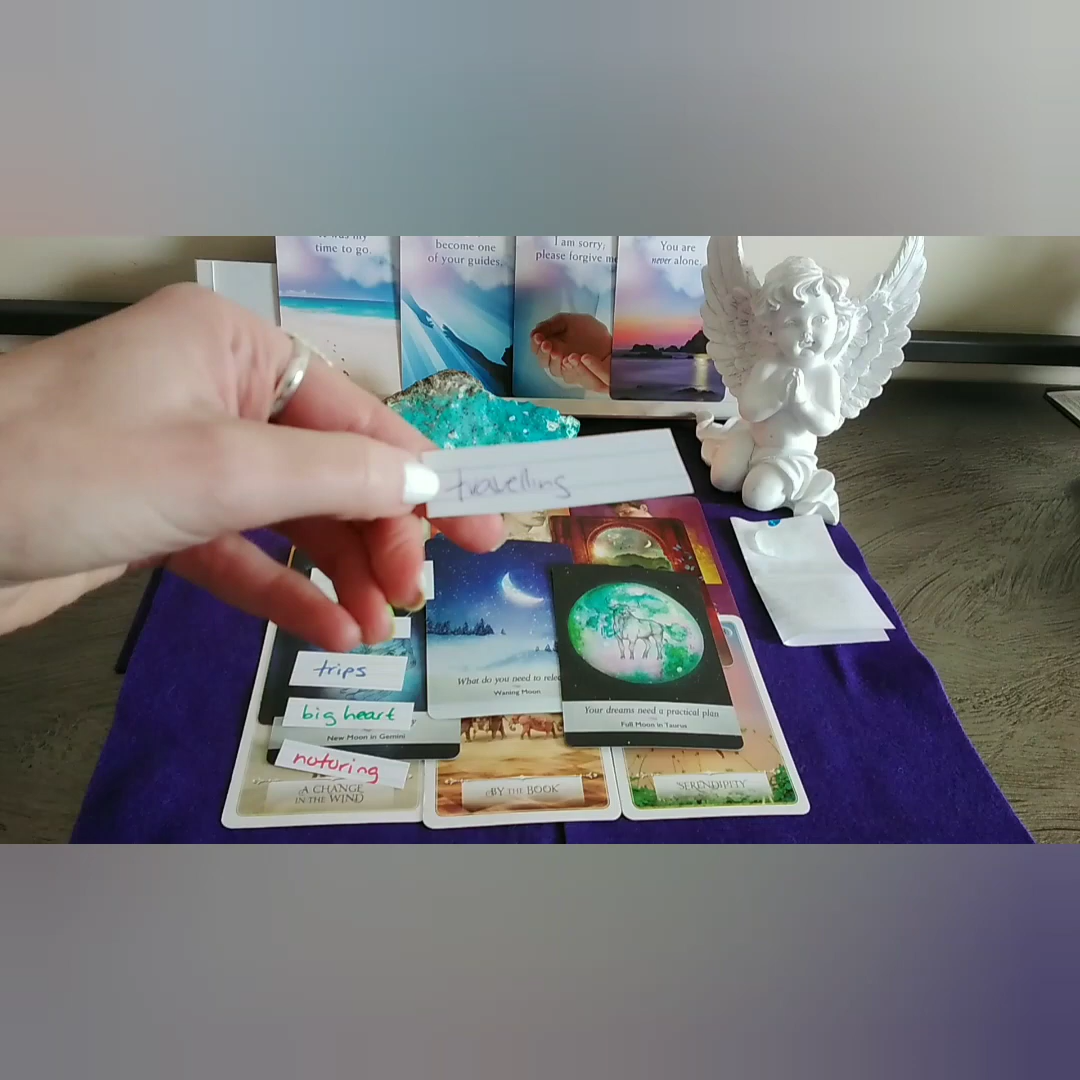 time to go.
become one
of your guides.
I am sorry,
please forgive me
You are
never alone.
travelling
trips
big heart
New Moon in Gemini
noturing
What do you need to
Waning Moon
Your dreams need a practical plan
Full Moon in Taurus
A CHANGE
IN THE WIND
BY THE BOOK
SERENDIPITY